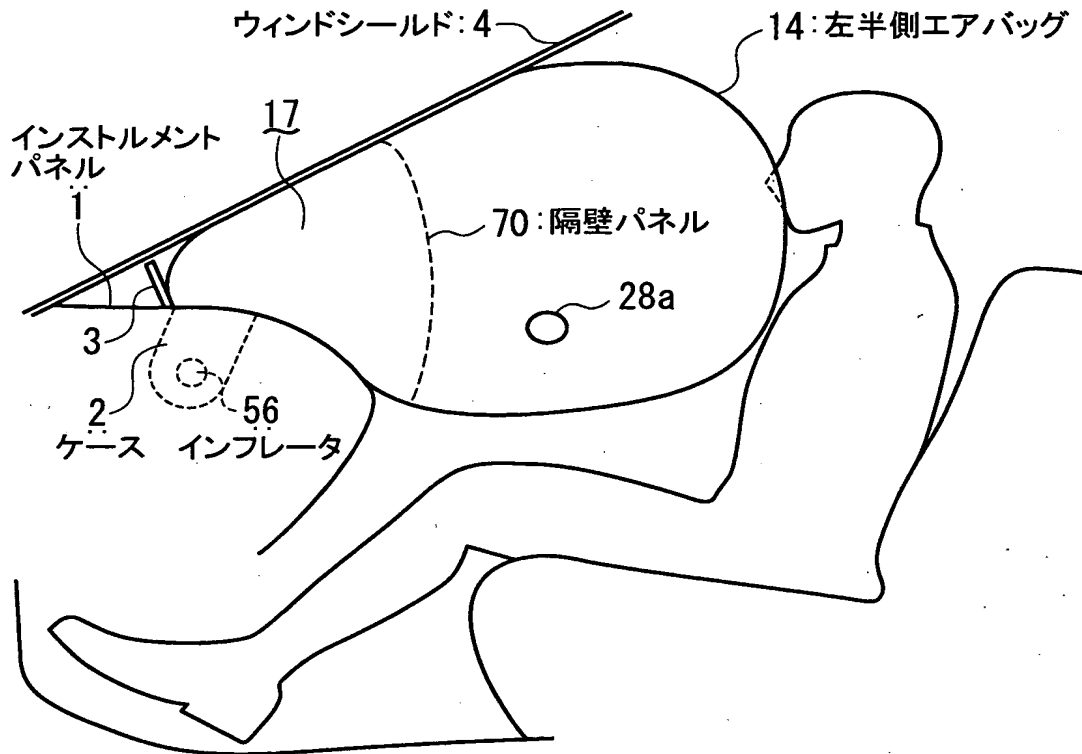 ウィンドシールド:4
14:左半側エアバッグ
17
インストルメント
パネル
1
70:隔壁パネル
28a
3
2
56
ケース
インフレータ